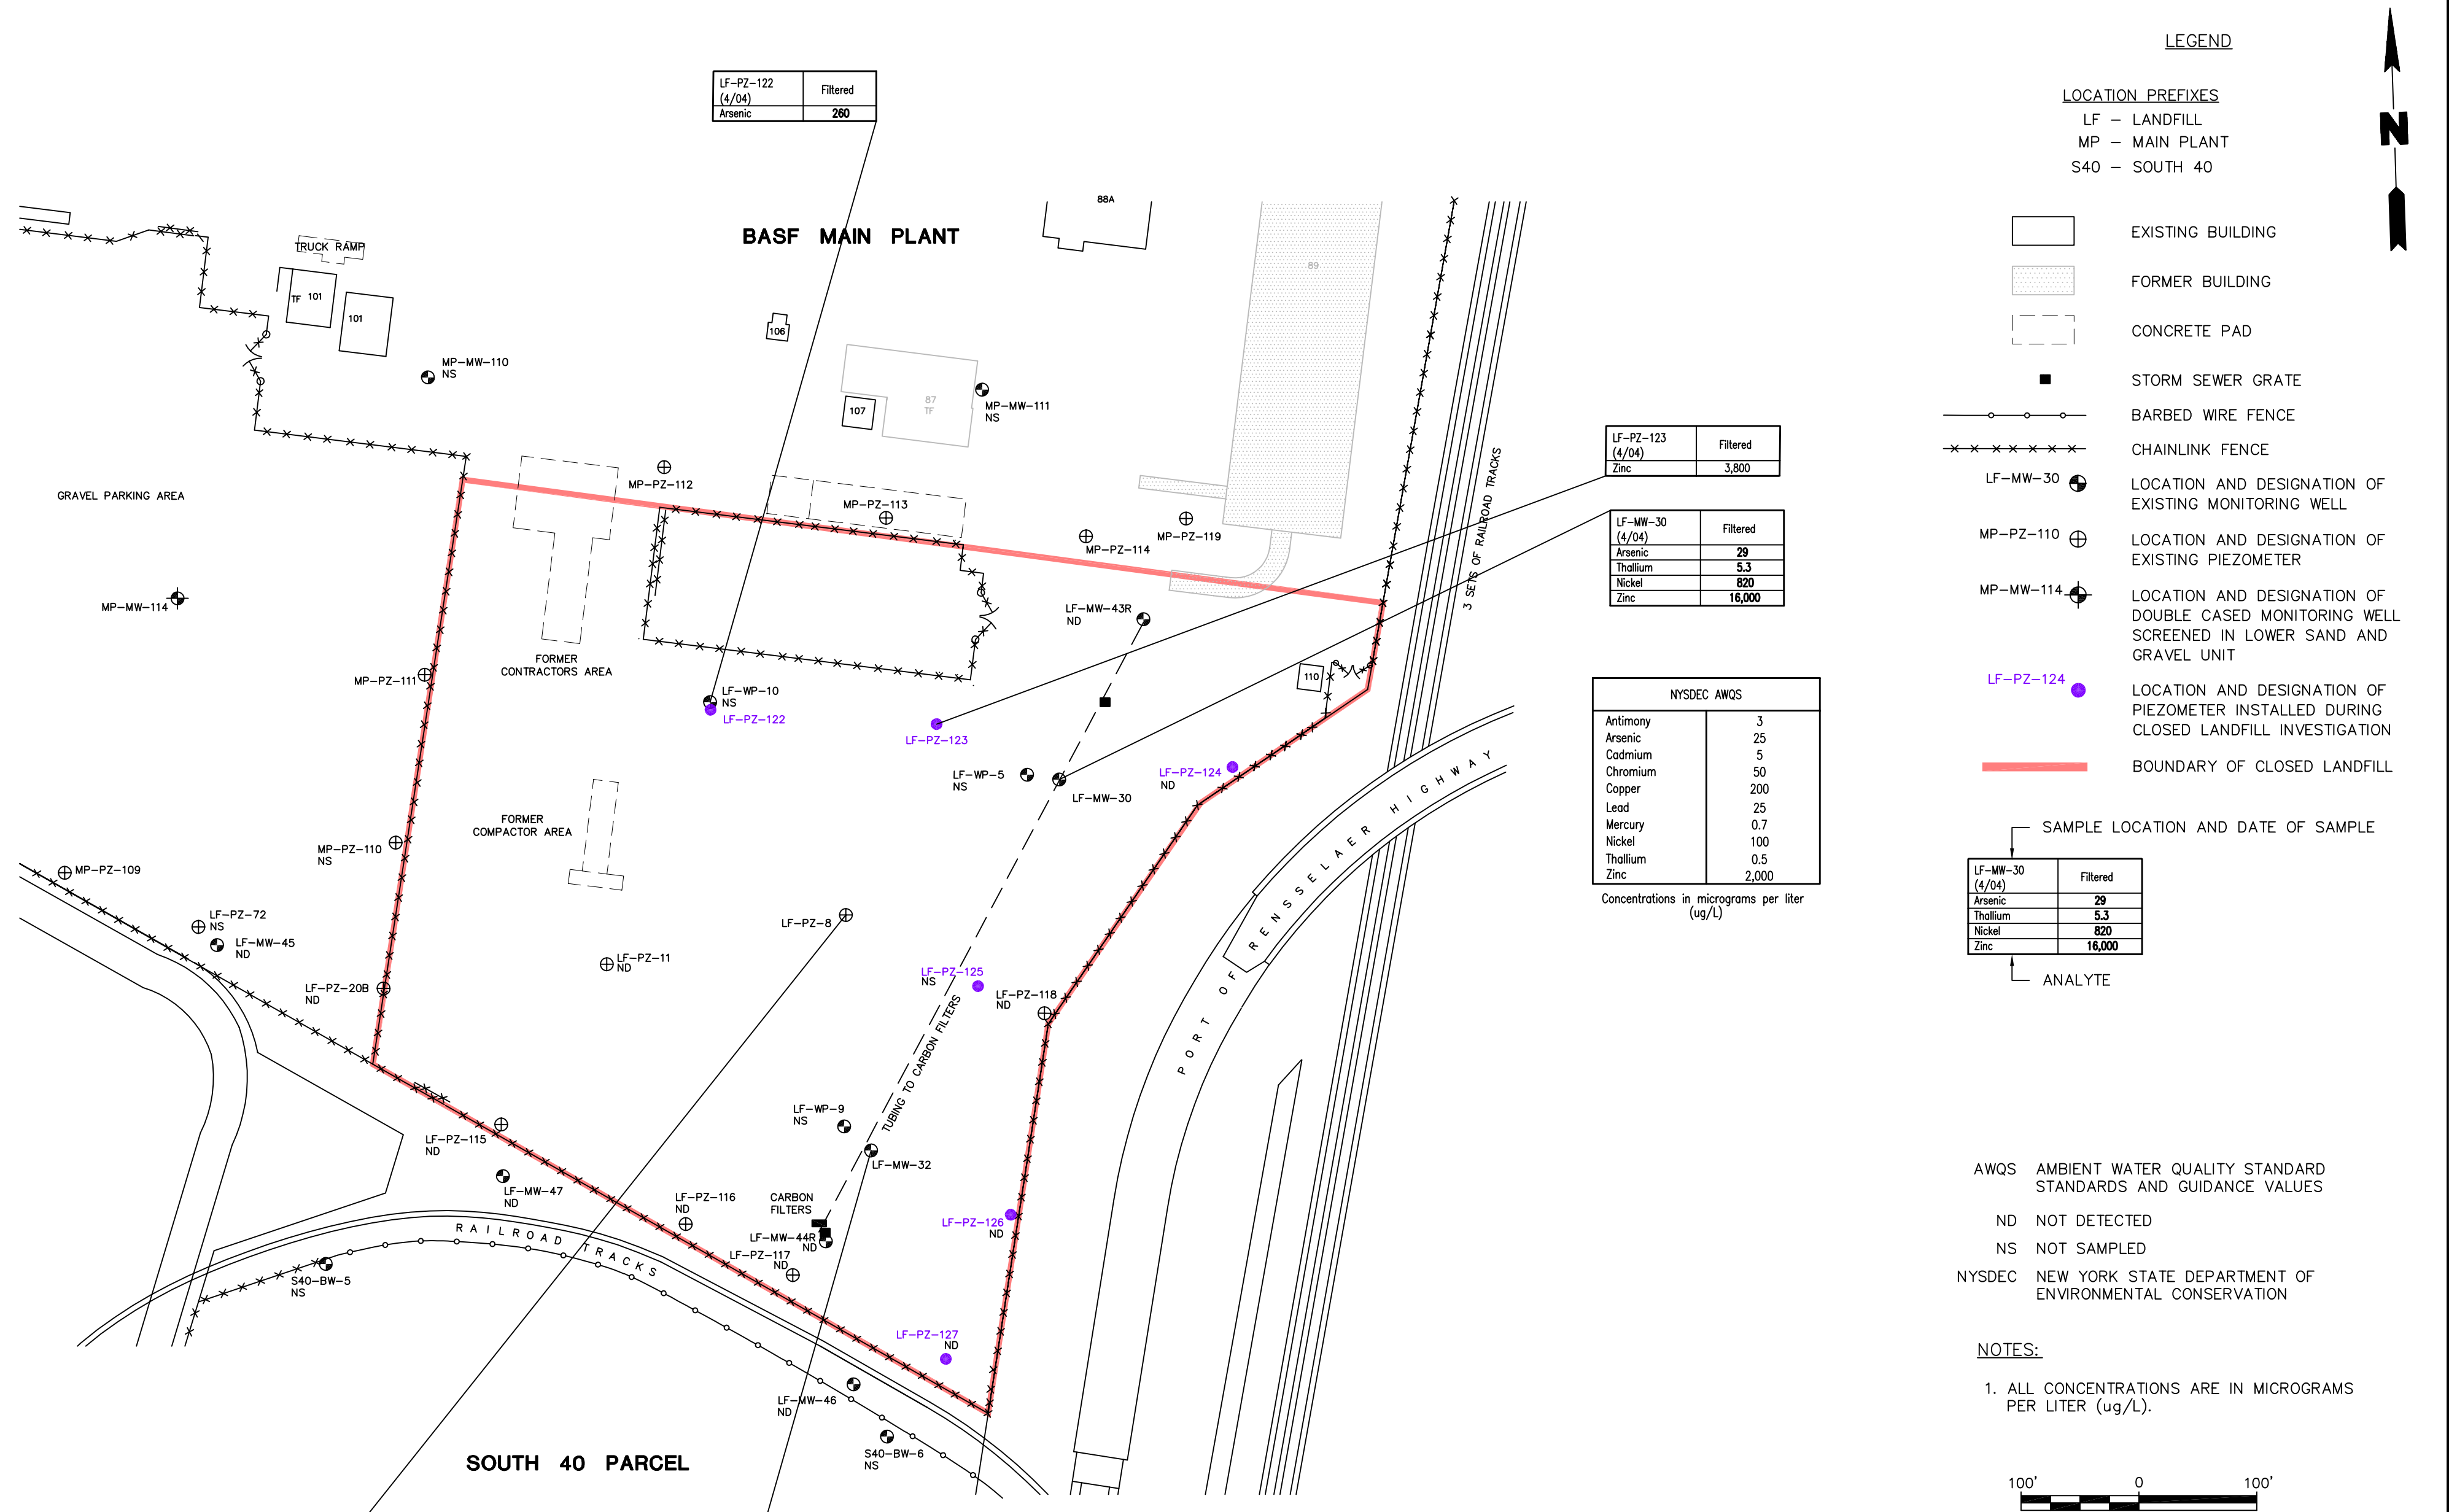 LF-PZ-122
(4/04)
Filtered
Arsenic
260
BASF MAIN PLANT
88A
89
TRUCK RAMP
TF 101
101
106
MP-MW-110
NS
107
87
TF
MP-MW-111
NS
GRAVEL PARKING AREA
MP-PZ-112
MP-PZ-113
MP-PZ-114
MP-PZ-119
3 SETS OF RAILROAD TRACKS
LF-PZ-123
(4/04)
Filtered
Zinc
3,800
LF-MW-30
(4/04)
Filtered
Arsenic
29
Thallium
5.3
Nickel
820
Zinc
16,000
MP-MW-114
LF-MW-43R
ND
FORMER
CONTRACTORS AREA
MP-PZ-111
110
LF-WP-10
NS
LF-PZ-122
LF-PZ-123
LF-WP-5
NS
LF-MW-30
LF-PZ-124
ND
NYSDEC AWQS
Antimony 3
Arsenic 25
Cadmium 5
Chromium 50
Copper 200
Lead 25
Mercury 0.7
Nickel 100
Thallium 0.5
Zinc 2,000
Concentrations in micrograms per liter
(ug/L)
FORMER
COMPACTOR AREA
MP-PZ-110
NS
MP-PZ-109
LF-PZ-72
NS
LF-MW-45
ND
LF-PZ-8
LF-PZ-11
ND
LF-PZ-20B
ND
LF-PZ-125
NS
LF-PZ-118
ND
PORT OF RENSSELAER HIGHWAY
TUBING TO CARBON FILTERS
LF-WP-9
NS
LF-MW-32
LF-PZ-115
ND
LF-MW-47
ND
LF-PZ-116
ND
CARBON
FILTERS
LF-MW-44R
ND
LF-PZ-117
ND
LF-PZ-126
ND
RAILROAD TRACKS
S40-BW-5
NS
LF-PZ-127
ND
LF-MW-46
ND
S40-BW-6
NS
SOUTH 40 PARCEL
LEGEND
LOCATION PREFIXES
LF - LANDFILL
MP - MAIN PLANT
S40 - SOUTH 40
N
EXISTING BUILDING
FORMER BUILDING
CONCRETE PAD
STORM SEWER GRATE
BARBED WIRE FENCE
CHAINLINK FENCE
LF-MW-30
LOCATION AND DESIGNATION OF
EXISTING MONITORING WELL
MP-PZ-110
LOCATION AND DESIGNATION OF
EXISTING PIEZOMETER
MP-MW-114
LOCATION AND DESIGNATION OF
DOUBLE CASED MONITORING WELL
SCREENED IN LOWER SAND AND
GRAVEL UNIT
LF-PZ-124
LOCATION AND DESIGNATION OF
PIEZOMETER INSTALLED DURING
CLOSED LANDFILL INVESTIGATION
BOUNDARY OF CLOSED LANDFILL
SAMPLE LOCATION AND DATE OF SAMPLE
LF-MW-30
(4/04)
Filtered
Arsenic
29
Thallium
5.3
Nickel
820
Zinc
16,000
ANALYTE
AWQS AMBIENT WATER QUALITY STANDARD
STANDARDS AND GUIDANCE VALUES
ND NOT DETECTED
NS NOT SAMPLED
NYSDEC NEW YORK STATE DEPARTMENT OF
ENVIRONMENTAL CONSERVATION
NOTES:
1. ALL CONCENTRATIONS ARE IN MICROGRAMS
PER LITER (ug/L).
100' 0 100'